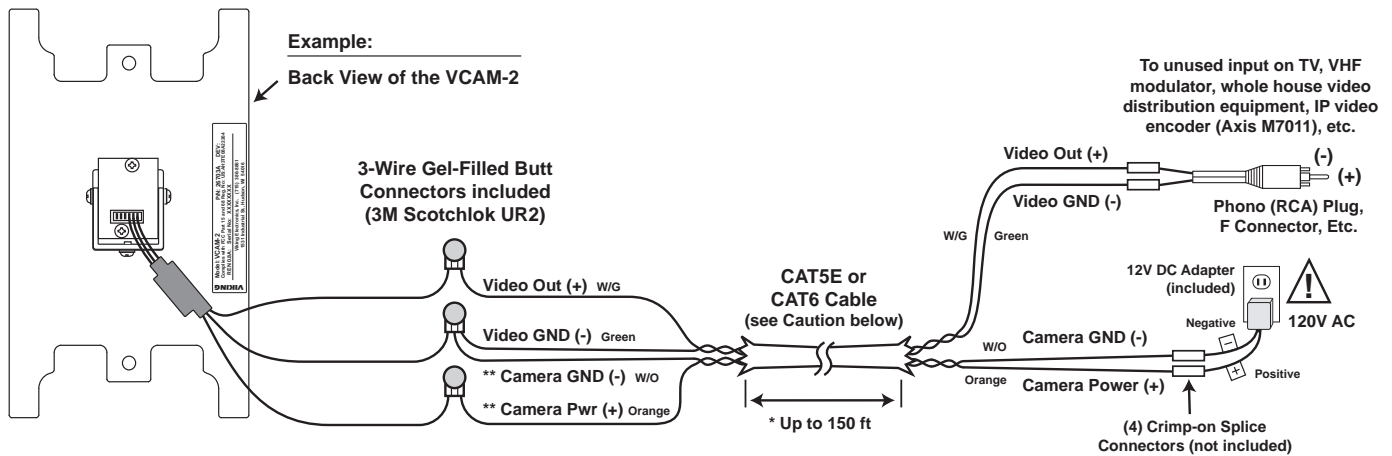 Example:
Back View of the VCAM-2
3-Wire Gel-Filled Butt
Connectors included
(3M Scotchlok UR2)
To unused input on TV, VHF
modulator, whole house video
distribution equipment, IP video
encoder (Axis M7011), etc.
Video Out (+)
Video GND (-)
(-)
(+)
Phono (RCA) Plug,
F Connector, Etc.
W/G
Green
Video Out (+) W/G
Video GND (-) Green
** Camera GND (-) W/O
** Camera Pwr (+) Orange
CAT5E or
CAT6 Cable
(see Caution below)
* Up to 150 ft
12V DC Adapter
(included)
!
120V AC
Negative
-
+
Positive
W/O
Camera GND (-)
Orange
Camera Power (+)
(4) Crimp-on Splice
Connectors (not included)
Model: VCAM-2
VIKING